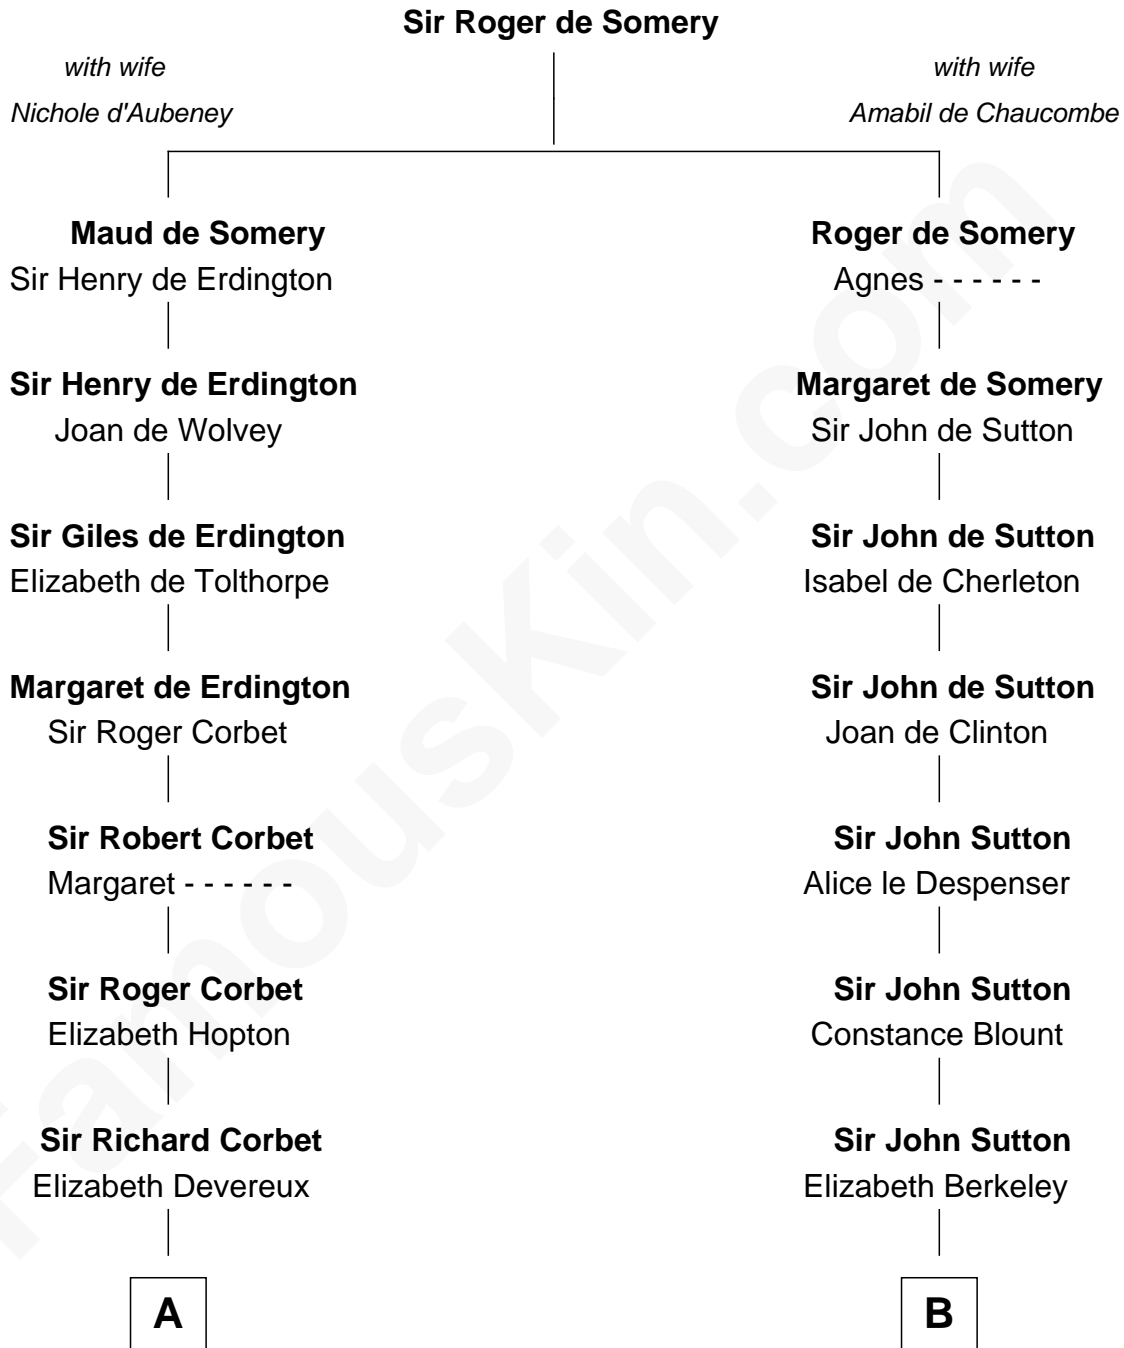 Sir Roger de Somery
with wife
Nichole d'Aubeney
with wife
Amabil de Chaucombe
Maud de Somery
Sir Henry de Erdington
Sir Henry de Erdington
Joan de Wolvey
Sir Giles de Erdington
Elizabeth de Tolthorpe
Margaret de Erdington
Sir Roger Corbet
Sir Robert Corbet
Margaret - - - - - -
Sir Roger Corbet
Elizabeth Hopton
Sir Richard Corbet
Elizabeth Devereux
A
Roger de Somery
Agnes - - - - - -
Margaret de Somery
Sir John de Sutton
Sir John de Sutton
Isabel de Cherleton
Sir John de Sutton
Joan de Clinton
Sir John Sutton
Alice le Despenser
Sir John Sutton
Constance Blount
Sir John Sutton
Elizabeth Berkeley
B
FamousKin.com